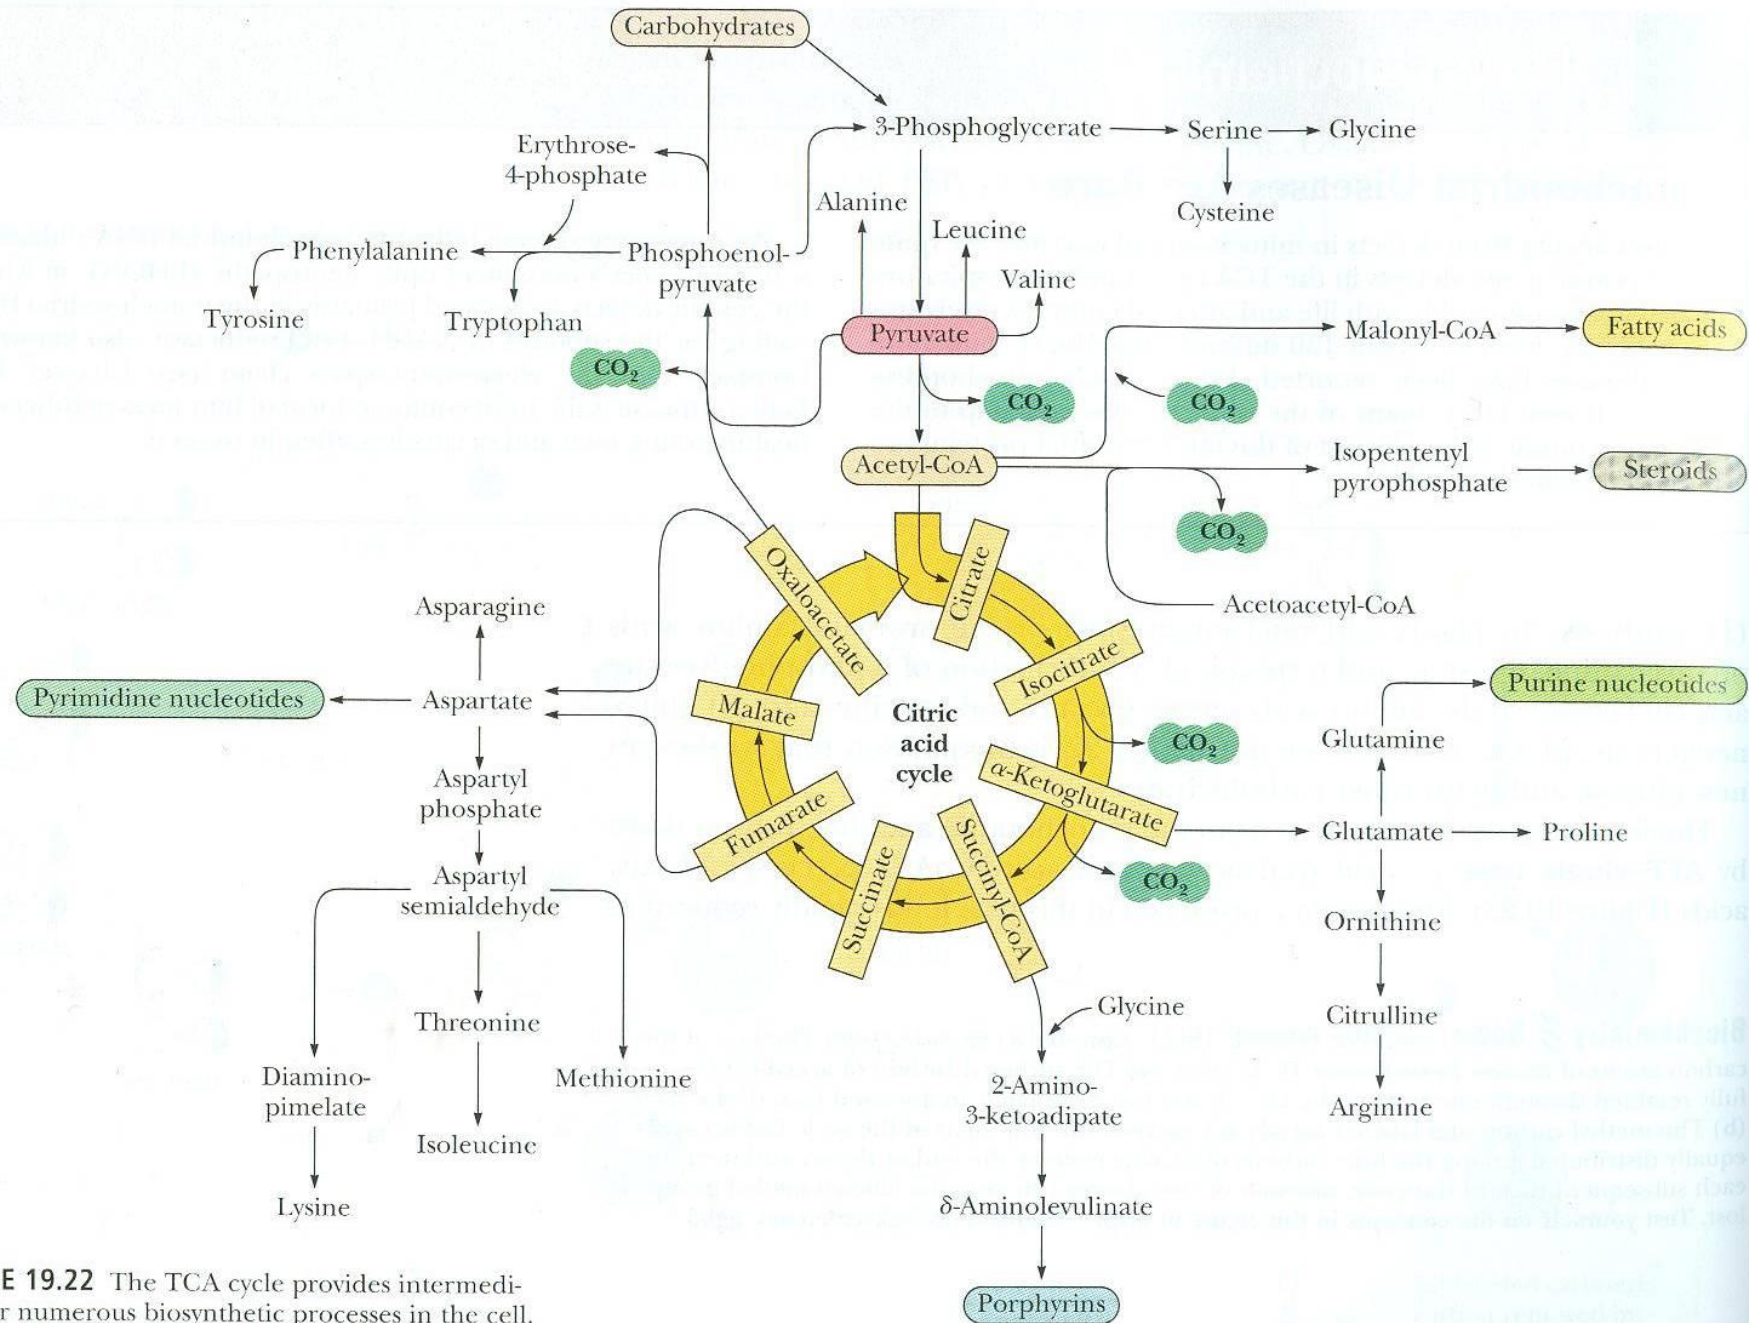 Carbohydrates
3-Phosphoglycerate
Serine
Glycine
Erythrose-
4-phosphate
Alanine
Cysteine
Leucine
Phenylalanine
Phosphoenol-
pyruvate
Valine
Tyrosine
Tryptophan
Pyruvate
Malonyl-CoA
Fatty acids
CO2
CO2
CO2
Acetyl-CoA
Isopentenyl
pyrophosphate
Steroids
CO2
Oxaloacetate
Citrate
Asparagine
Acetoacetyl-CoA
Isocitrate
Pyrimidine nucleotides
Aspartate
Malate
Citric
acid
cycle
CO2
Purine nucleotides
Glutamine
Aspartyl
phosphate
α-Ketoglutarate
Fumarate
Glutamate
Proline
Succinate
Succinyl-CoA
CO2
Aspartyl
semialdehyde
Ornithine
Threonine
Glycine
Citrulline
Diamino-
pimelate
Methionine
2-Amino-
3-ketoadipate
Arginine
Isoleucine
Lysine
δ-Aminolevulinate
Porphyrins
E 19.22 The TCA cycle provides intermedi-
r numerous biosynthetic processes in the cell.